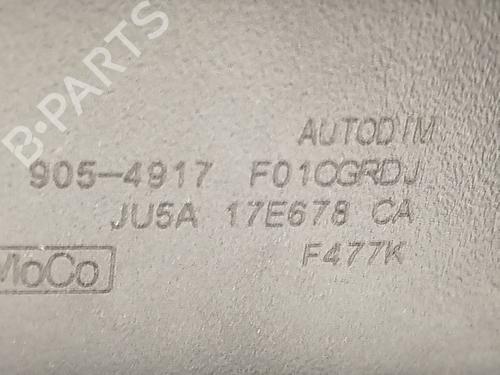 B-PARTS
AUTODIM
905-4917 F01OGRDJ
JU5A 17E678 CA
F477K
MoCo